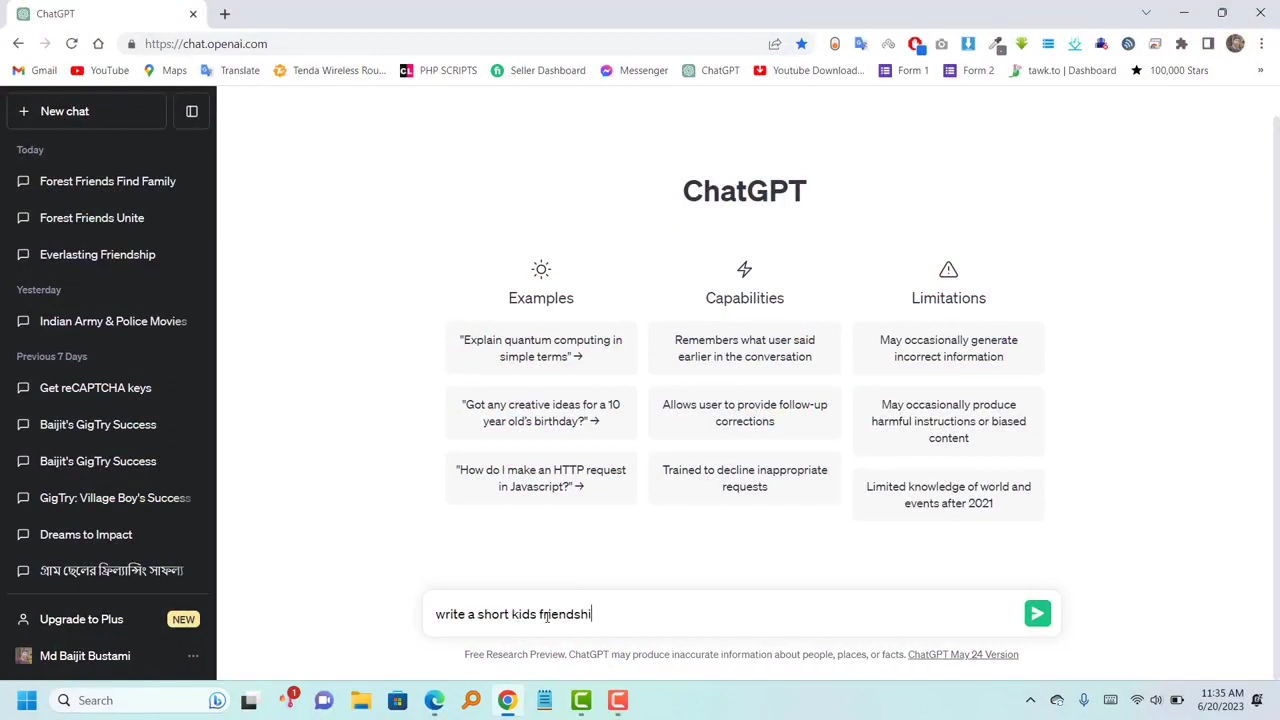 ChatGPT
https://chat.openai.com
Gmail
YouTube
Maps
Translate
Tenda Wireless Rou...
PHP SCRIPTS
Seller Dashboard
Messenger
ChatGPT
Youtube Download...
Form 1
Form 2
tawk.to | Dashboard
100,000 Stars
»
New chat
Today
Forest Friends Find Family
Forest Friends Unite
Everlasting Friendship
Yesterday
Indian Army & Police Movies
Previous 7 Days
Get reCAPTCHA keys
Baijit's GigTry Success
Baijit's GigTry Success
GigTry: Village Boy's Success
Dreams to Impact
গ্রাম ছেলের ফ্রিল্যান্সিং সাফল্য
Upgrade to Plus
NEW
Md Baijit Bustami
ChatGPT
Examples
"Explain quantum computing in
simple terms" →
"Got any creative ideas for a 10
year old's birthday?" →
"How do I make an HTTP request
in Javascript?" →
Capabilities
Remembers what user said
earlier in the conversation
Allows user to provide follow-up
corrections
Trained to decline inappropriate
requests
Limitations
May occasionally generate
incorrect information
May occasionally produce
harmful instructions or biased
content
Limited knowledge of world and
events after 2021
write a short kids friendshi
Free Research Preview. ChatGPT may produce inaccurate information about people, places, or facts. ChatGPT May 24 Version
Search
1
11:35 AM
6/20/2023